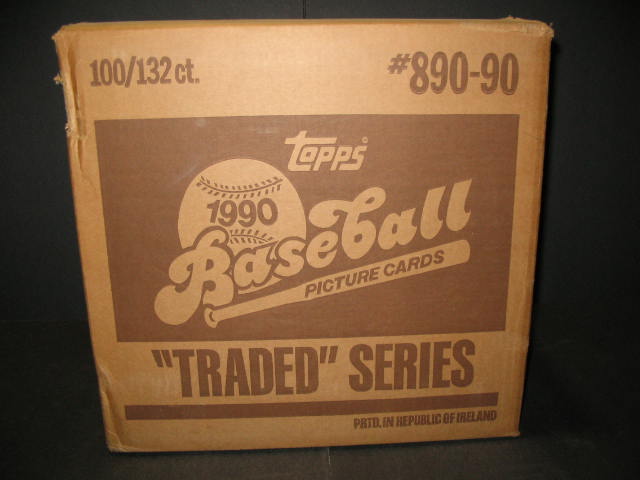 100/132 ct. #890-90
Topps®
1990
Baseball
PICTURE CARDS
"TRADED" SERIES
PRTD. IN REPUBLIC OF IRELAND